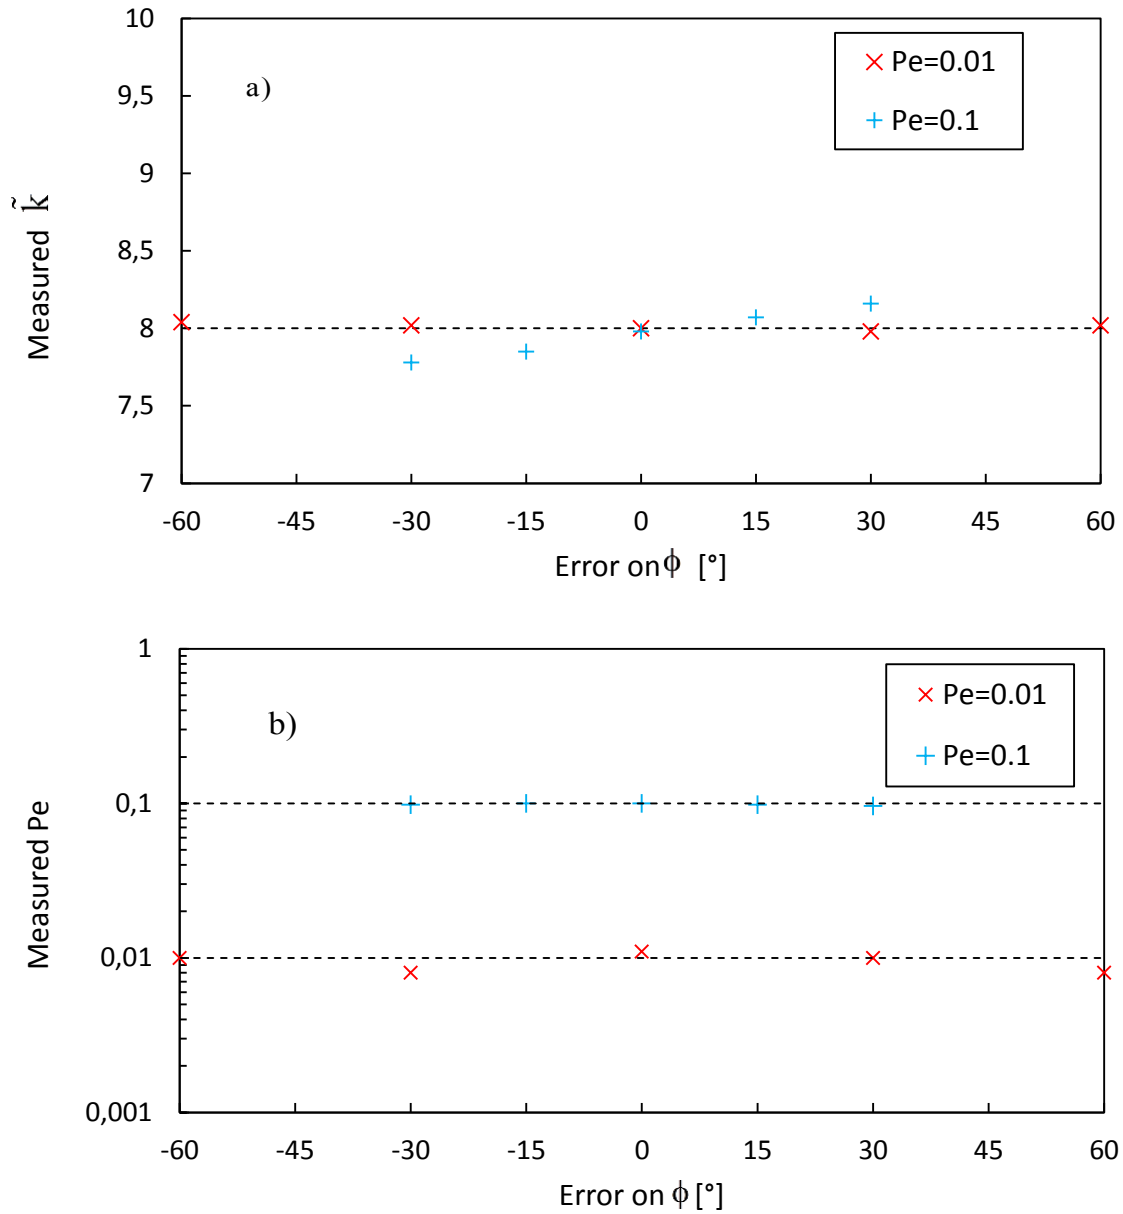 10
9,5
9
8,5
8
7,5
7
Measured k̃
a)
Pe=0.01
Pe=0.1
-60 -45 -30 -15 0 15 30 45 60
Error on ϕ [°]
1
0,1
0,01
0,001
Measured Pe
b)
Pe=0.01
Pe=0.1
-60 -45 -30 -15 0 15 30 45 60
Error on ϕ [°]